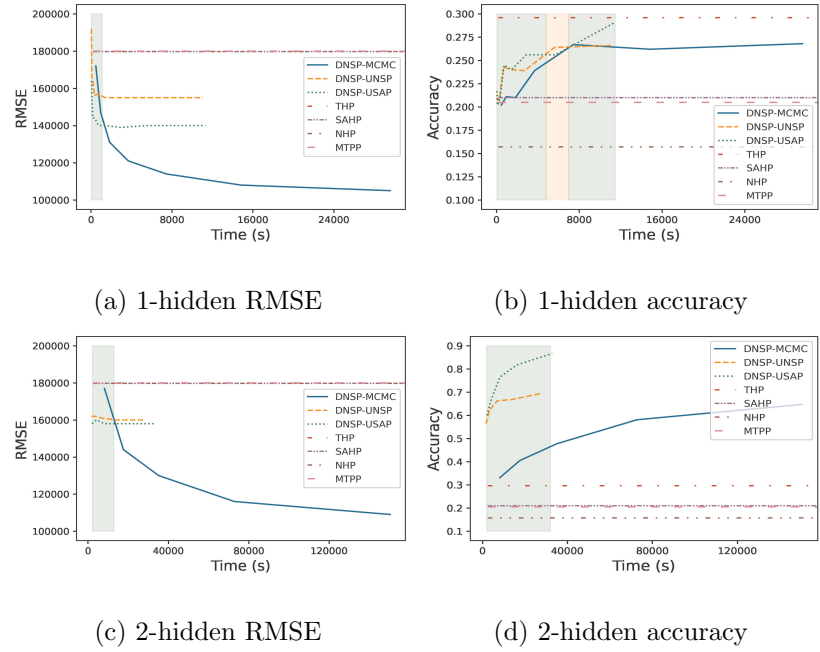 200000
180000
160000
140000
120000
100000
RMSE
0
8000
16000
24000
Time (s)
DNSP-MCMC
DNSP-UNSP
DNSP-USAP
THP
SAHP
NHP
MTPP
(a) 1-hidden RMSE
0.300
0.275
0.250
0.225
0.200
0.175
0.150
0.125
0.100
Accuracy
0
8000
16000
24000
Time (s)
DNSP-MCMC
DNSP-UNSP
DNSP-USAP
THP
SAHP
NHP
MTPP
(b) 1-hidden accuracy
200000
180000
160000
140000
120000
100000
RMSE
0
40000
80000
120000
Time (s)
DNSP-MCMC
DNSP-UNSP
DNSP-USAP
THP
SAHP
NHP
MTPP
(c) 2-hidden RMSE
0.9
0.8
0.7
0.6
0.5
0.4
0.3
0.2
0.1
Accuracy
0
40000
80000
120000
Time (s)
DNSP-MCMC
DNSP-UNSP
DNSP-USAP
THP
SAHP
NHP
MTPP
(d) 2-hidden accuracy